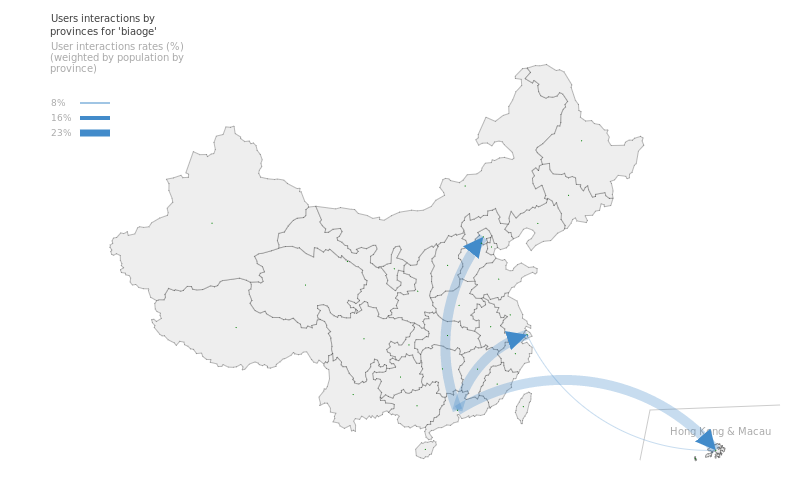 Users interactions by
provinces for 'biaoge'
User interactions rates (%)
(weighted by population by
province)
8%
16%
23%
Hong Kong & Macau